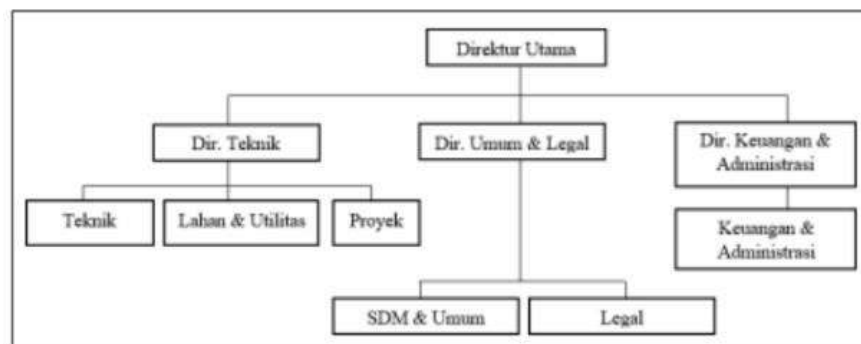 Direktur Utama
Dir. Teknik
Dir. Umum & Legal
Dir. Keuangan &
Administrasi
Teknik
Lahan & Utilitas
Proyek
Keuangan &
Administrasi
SDM & Umum
Legal